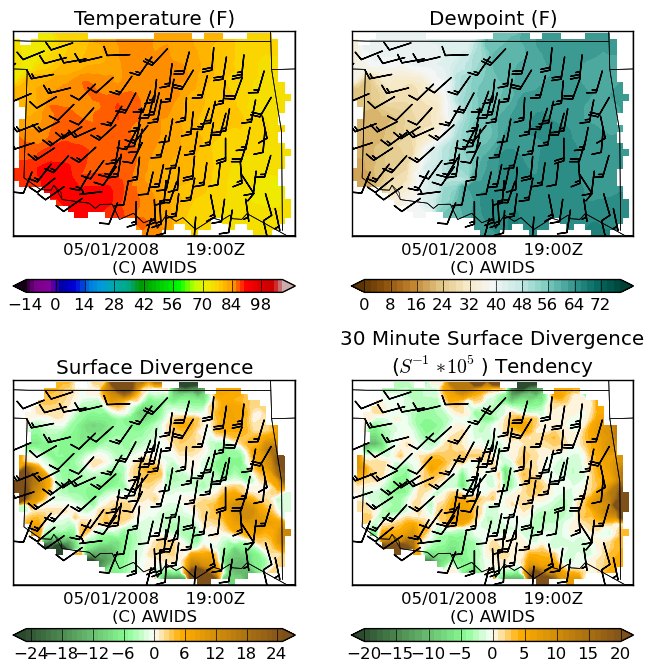 Temperature (F)
Dewpoint (F)
05/01/2008 19:00Z
(C) AWIDS
05/01/2008 19:00Z
(C) AWIDS
−14 0 14 28 42 56 70 84 98
0 8 16 24 32 40 48 56 64 72
Surface Divergence
30 Minute Surface Divergence
(S⁻¹ *10⁵ ) Tendency
05/01/2008 19:00Z
(C) AWIDS
05/01/2008 19:00Z
(C) AWIDS
−24 −18 −12 −6 0 6 12 18 24
−20 −15 −10 −5 0 5 10 15 20